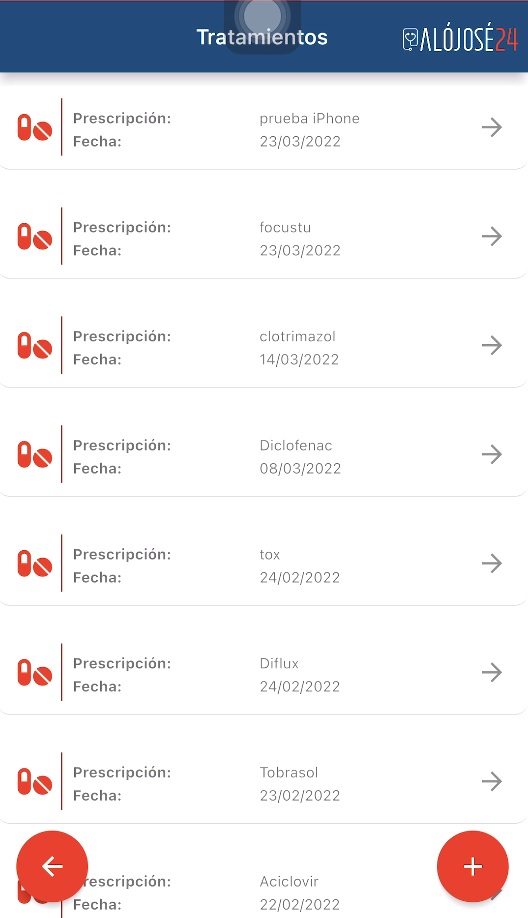 Tratamientos
ALÓJOSÉ24
Prescripción: prueba iPhone
Fecha: 23/03/2022
Prescripción: focustu
Fecha: 23/03/2022
Prescripción: clotrimazol
Fecha: 14/03/2022
Prescripción: Diclofenac
Fecha: 08/03/2022
Prescripción: tox
Fecha: 24/02/2022
Prescripción: Diflux
Fecha: 24/02/2022
Prescripción: Tobrasol
Fecha: 23/02/2022
rescripción: Aciclovir
Fecha: 22/02/2022